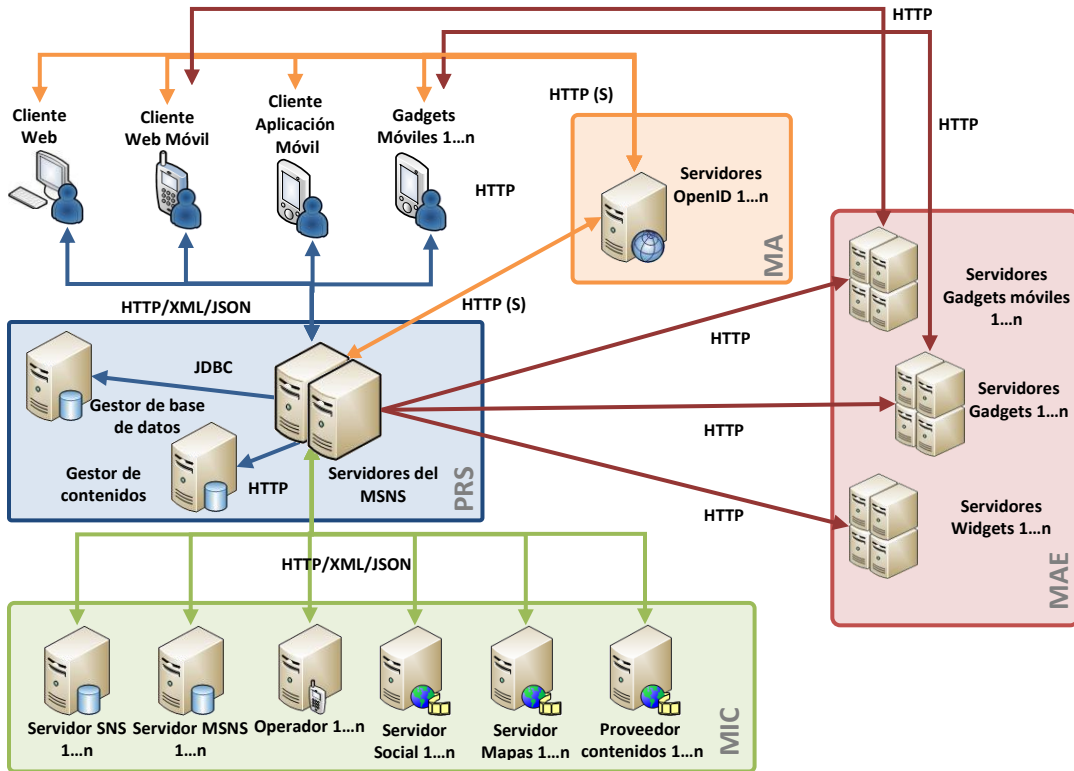 HTTP
HTTP (S)
HTTP
Cliente
Web
Cliente
Web Móvil
Cliente
Aplicación
Móvil
Gadgets
Móviles 1...n
HTTP
Servidores
OpenID 1...n
MA
HTTP/XML/JSON
HTTP (S)
Servidores
Gadgets móviles
1...n
HTTP
JDBC
Gestor de base
de datos
Servidores
Gadgets 1...n
HTTP
Gestor de
contenidos
HTTP
Servidores del
MSNS
PRS
HTTP
Servidores
Widgets 1...n
MAE
HTTP/XML/JSON
Servidor SNS
1...n
Servidor MSNS
1...n
Operador 1...n
Servidor
Social 1...n
Servidor
Mapas 1...n
Proveedor
contenidos 1...n
MIC